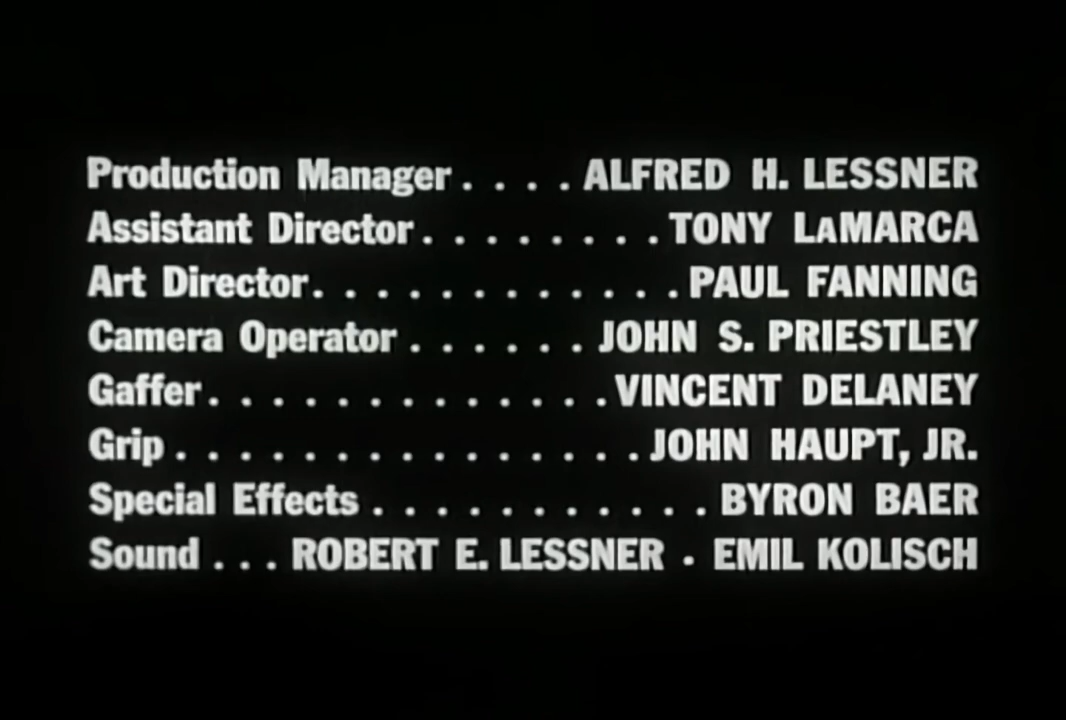 Production Manager . . . . ALFRED H. LESSNER
Assistant Director . . . . . . . . TONY LaMARCA
Art Director . . . . . . . . . . . . . PAUL FANNING
Camera Operator . . . . . . JOHN S. PRIESTLEY
Gaffer . . . . . . . . . . . . . . VINCENT DELANEY
Grip . . . . . . . . . . . . . . . . . JOHN HAUPT, JR.
Special Effects . . . . . . . . . . . . BYRON BAER
Sound . . . ROBERT E. LESSNER · EMIL KOLISCH